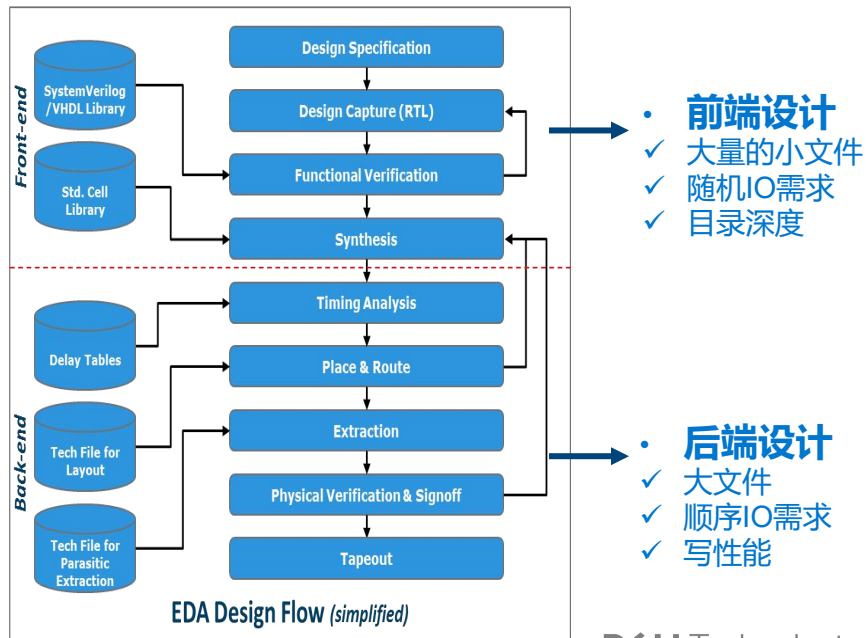 Front-end
SystemVerilog
/VHDL Library
Std. Cell
Library
Design Specification
Design Capture (RTL)
Functional Verification
Synthesis
• 前端设计
✓ 大量的小文件
✓ 随机IO需求
✓ 目录深度
Back-end
Delay Tables
Tech File for
Layout
Tech File for
Parasitic
Extraction
Timing Analysis
Place & Route
Extraction
Physical Verification & Signoff
Tapeout
• 后端设计
✓ 大文件
✓ 顺序IO需求
✓ 写性能
EDA Design Flow (simplified)